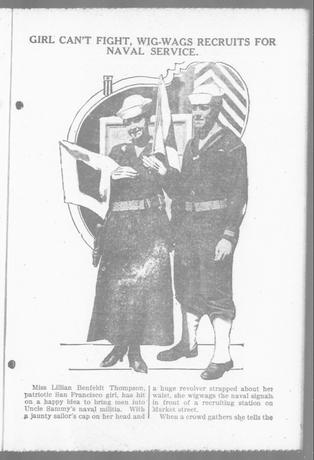 GIRL CAN'T FIGHT, WIG-WAGS RECRUITS FOR
NAVAL SERVICE.
Miss Lillian Benfeldt Thompson,
patriotic San Francisco girl, has hit
on a happy idea to bring men into
Uncle Sammy's naval militia. With
a jaunty sailor's cap on her head and
a huge revolver strapped about her
waist, she wigwags the naval signals
in front of a recruiting station on
Market street.
When a crowd gathers she tells the